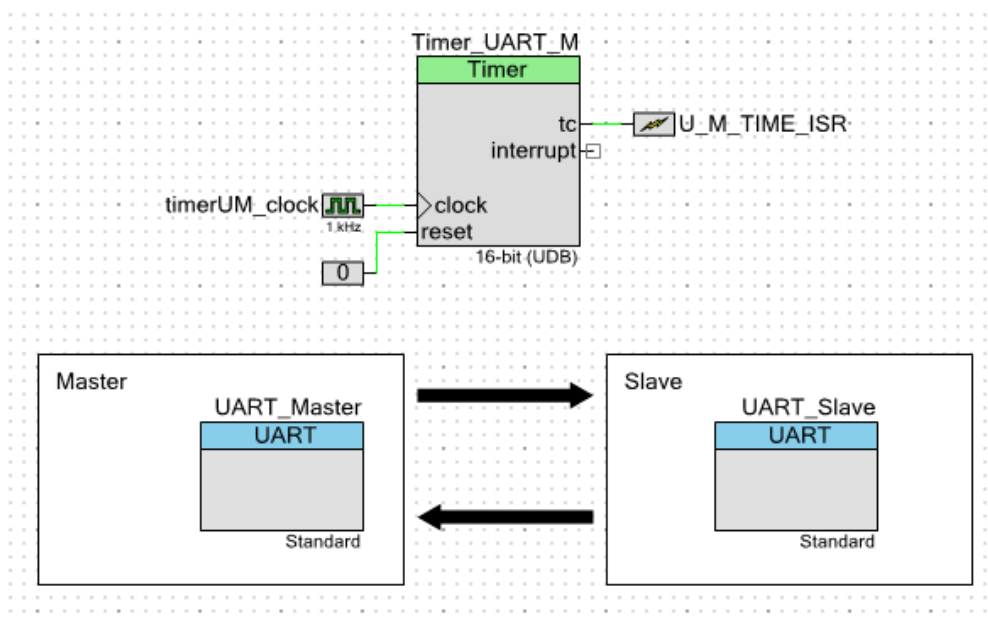 Timer_UART_M
Timer
tc
U_M_TIME_ISR
interrupt
timerUM_clock
1 kHz
clock
reset
0
16-bit (UDB)
Master
UART_Master
UART
Standard
Slave
UART_Slave
UART
Standard